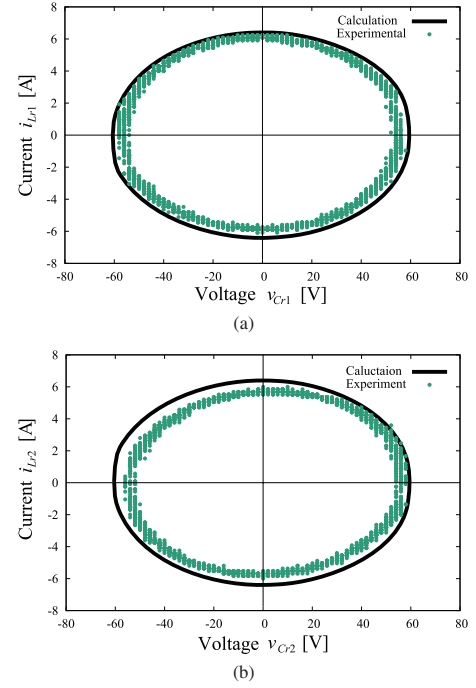 Calculation
Experimental
8
6
4
2
0
-2
-4
-6
-8
Current iLr1 [A]
-80 -60 -40 -20 0 20 40 60 80
Voltage vCr1 [V]
(a)
Caluctaion
Experiment
8
6
4
2
0
-2
-4
-6
-8
Current iLr2 [A]
-80 -60 -40 -20 0 20 40 60 80
Voltage vCr2 [V]
(b)